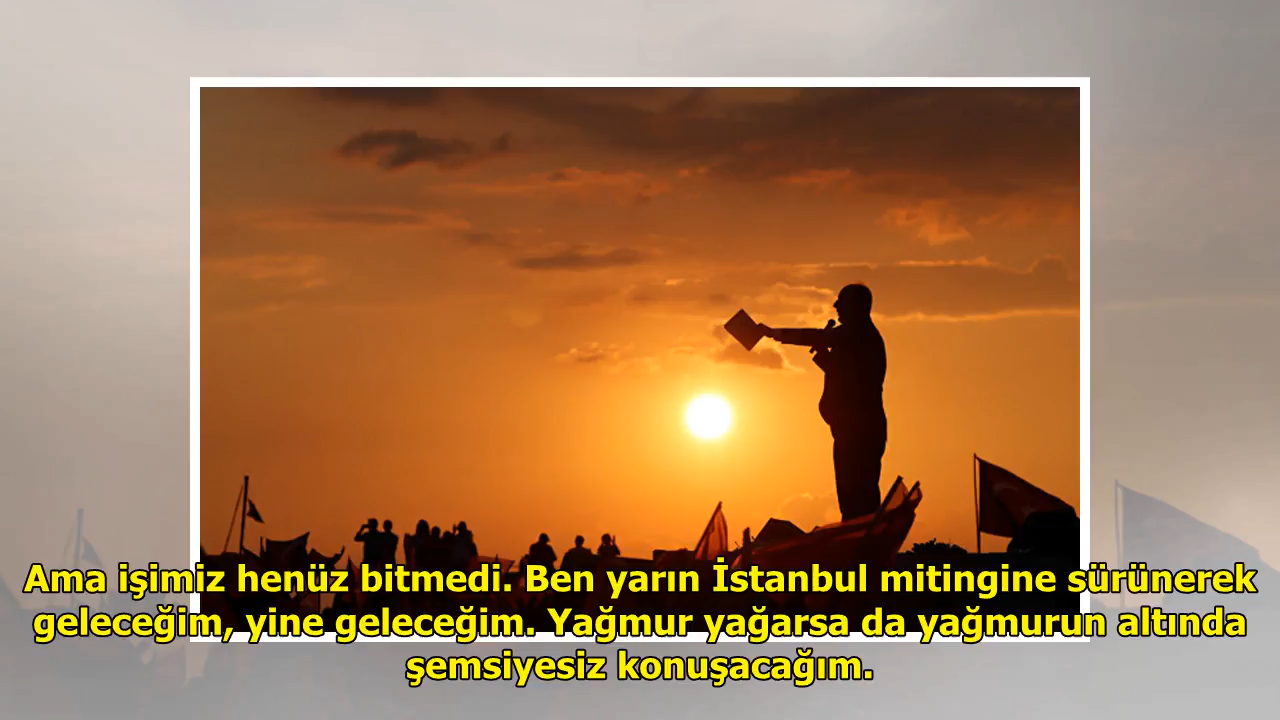 Ama işimiz henüz bitmedi. Ben yarın İstanbul mitingine sürünerek
geleceğim, yine geleceğim. Yağmur yağarsa da yağmurun altında
şemsiyesiz konuşacağım.